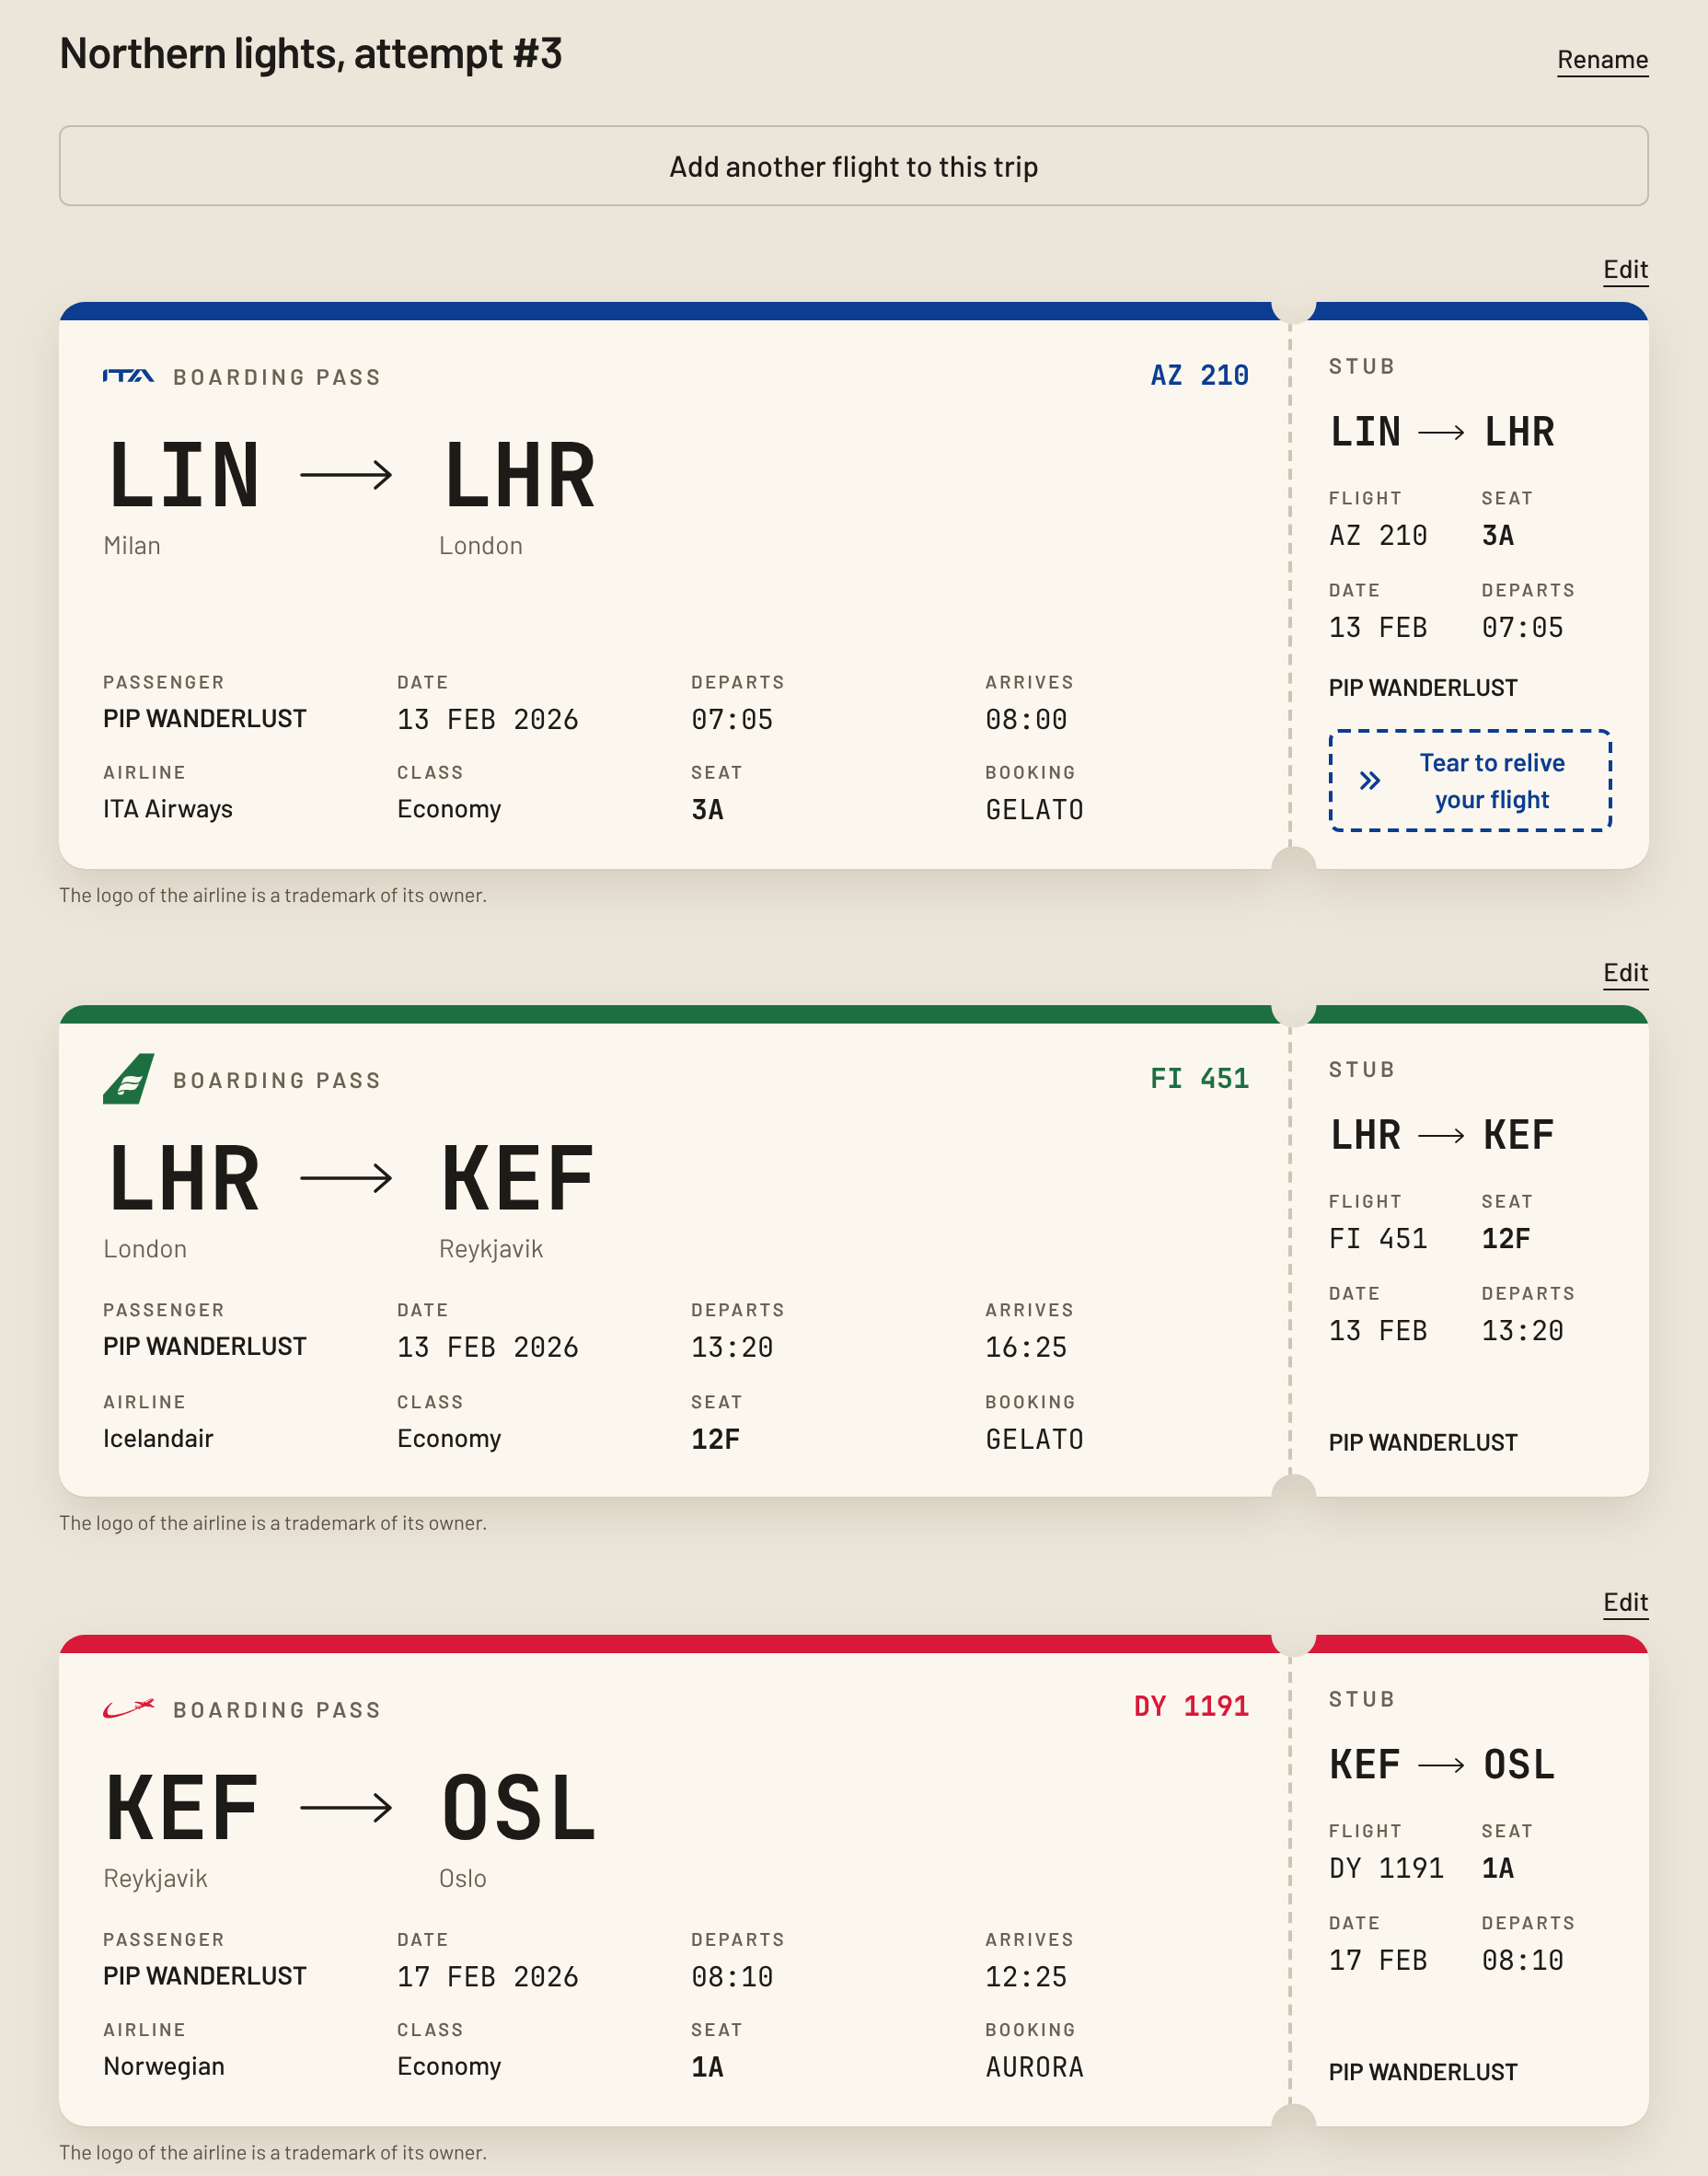 Northern lights, attempt #3
Rename
Add another flight to this trip
Edit
ITA BOARDING PASS
AZ 210
LIN → LHR
Milan
London
PASSENGER
DATE
DEPARTS
ARRIVES
PIP WANDERLUST
13 FEB 2026
07:05
08:00
AIRLINE
CLASS
SEAT
BOOKING
ITA Airways
Economy
3A
GELATO
STUB
LIN → LHR
FLIGHT
SEAT
AZ 210
3A
DATE
DEPARTS
13 FEB
07:05
PIP WANDERLUST
Tear to relive
your flight
The logo of the airline is a trademark of its owner.
Edit
BOARDING PASS
FI 451
LHR → KEF
London
Reykjavik
PASSENGER
DATE
DEPARTS
ARRIVES
PIP WANDERLUST
13 FEB 2026
13:20
16:25
AIRLINE
CLASS
SEAT
BOOKING
Icelandair
Economy
12F
GELATO
STUB
LHR → KEF
FLIGHT
SEAT
FI 451
12F
DATE
DEPARTS
13 FEB
13:20
PIP WANDERLUST
The logo of the airline is a trademark of its owner.
Edit
BOARDING PASS
DY 1191
KEF → OSL
Reykjavik
Oslo
PASSENGER
DATE
DEPARTS
ARRIVES
PIP WANDERLUST
17 FEB 2026
08:10
12:25
AIRLINE
CLASS
SEAT
BOOKING
Norwegian
Economy
1A
AURORA
STUB
KEF → OSL
FLIGHT
SEAT
DY 1191
1A
DATE
DEPARTS
17 FEB
08:10
PIP WANDERLUST
The logo of the airline is a trademark of its owner.